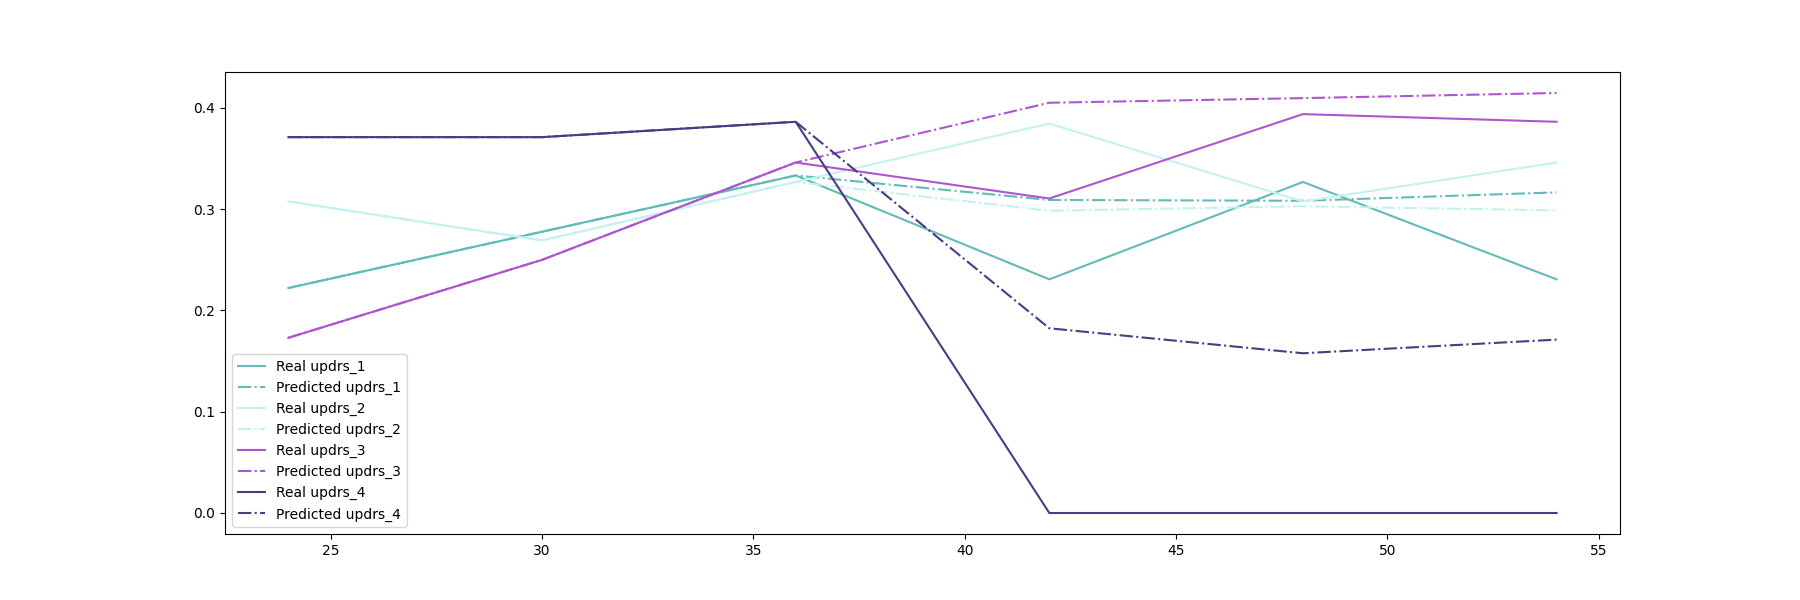 0.4
0.3
0.2
0.1
0.0
Real updrs_1
Predicted updrs_1
Real updrs_2
Predicted updrs_2
Real updrs_3
Predicted updrs_3
Real updrs_4
Predicted updrs_4
25 30 35 40 45 50 55